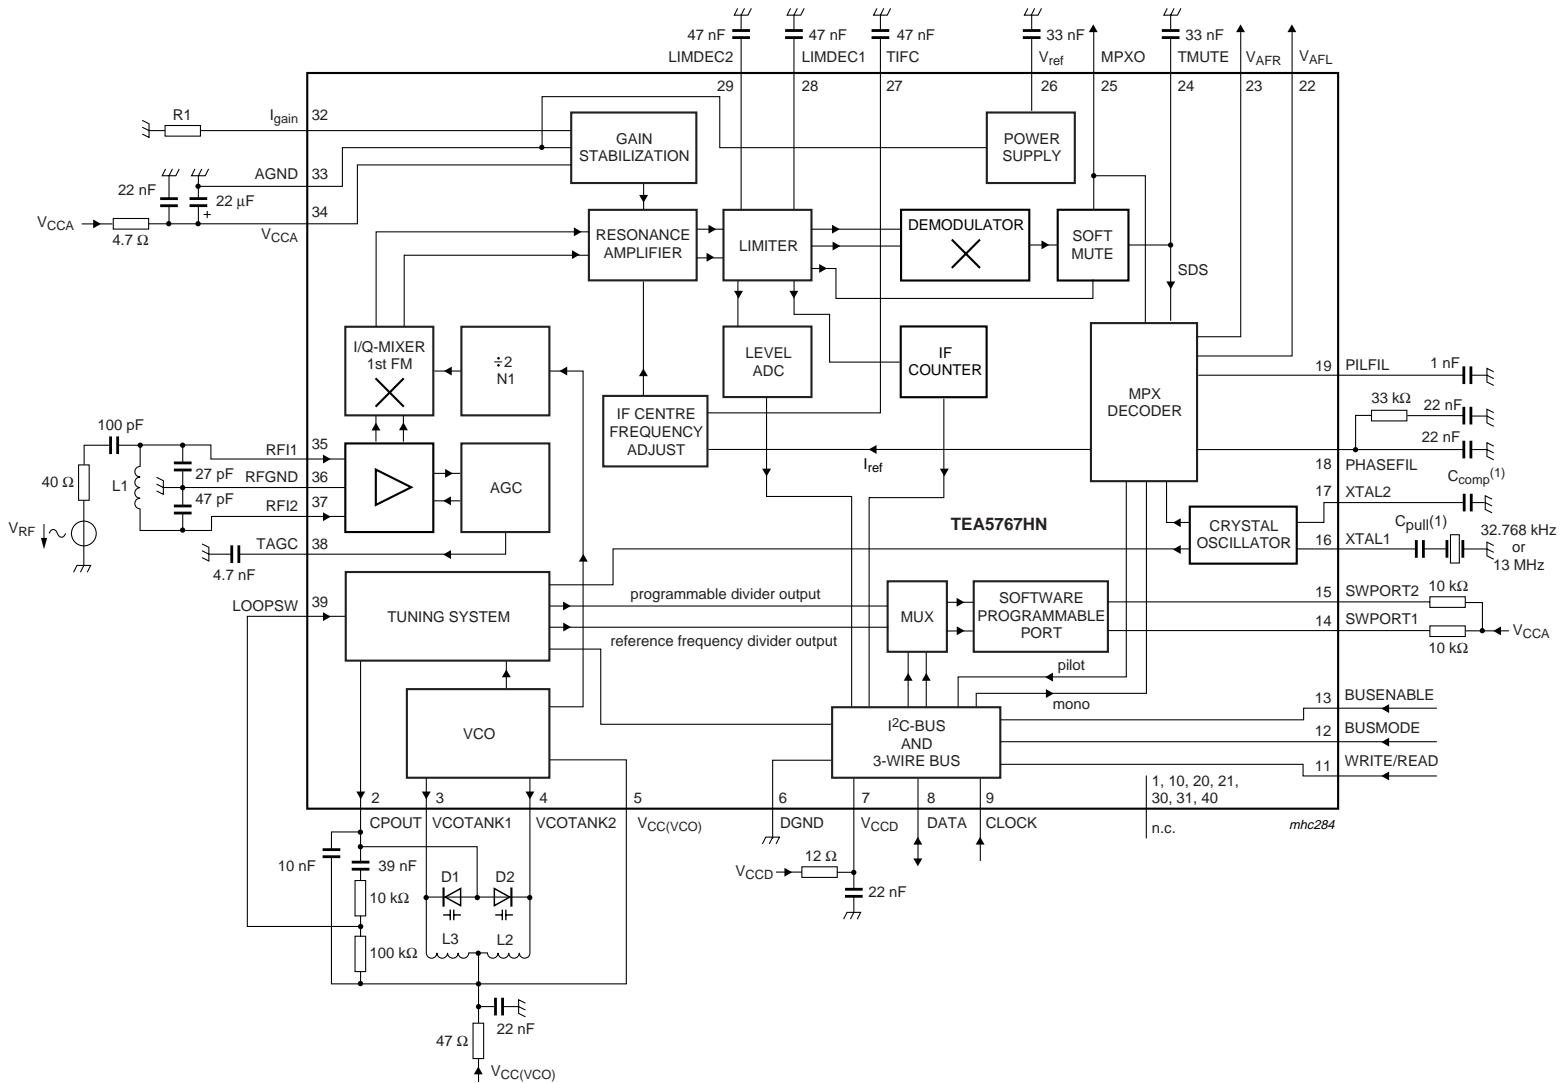 47 nF 47 nF 47 nF 33 nF 33 nF
LIMDEC2 LIMDEC1 TIFC Vref MPXO TMUTE VAFR VAFL
29 28 27 26 25 24 23 22
R1 Igain 32
GAIN
STABILIZATION
POWER
SUPPLY
AGND 33
22 nF 22 µF
+
34
VCCA 4.7 Ω VCCA
RESONANCE
AMPLIFIER
LIMITER
DEMODULATOR
SOFT
MUTE
SDS
I/Q-MIXER
1st FM
÷2
N1
LEVEL
ADC
IF
COUNTER
MPX
DECODER
19 PILFIL 1 nF
33 kΩ 22 nF
22 nF
18 PHASEFIL
IF CENTRE
FREQUENCY
ADJUST
Iref
100 pF
RFI1 35
27 pF
40 Ω L1 RFGND 36
47 pF
RFI2 37
VRF
AGC
TAGC 38
4.7 nF
TEA5767HN
Ccomp(1)
17 XTAL2
CRYSTAL
OSCILLATOR
Cpull(1)
16 XTAL1
32.768 kHz
or
13 MHz
LOOPSW 39
TUNING SYSTEM
programmable divider output
reference frequency divider output
MUX
SOFTWARE
PROGRAMMABLE
PORT
15 SWPORT2 10 kΩ
14 SWPORT1 10 kΩ
VCCA
pilot
mono
VCO
I2C-BUS
AND
3-WIRE BUS
13 BUSENABLE
12 BUSMODE
11 WRITE/READ
1, 10, 20, 21,
30, 31, 40
n.c.
mhc284
2 3 4 5 6 7 8 9
CPOUT VCOTANK1 VCOTANK2 VCC(VCO) DGND VCCD DATA CLOCK
10 nF 39 nF
D1 D2
10 kΩ
L3 L2
100 kΩ
VCCD 12 Ω
22 nF
22 nF
47 Ω
VCC(VCO)